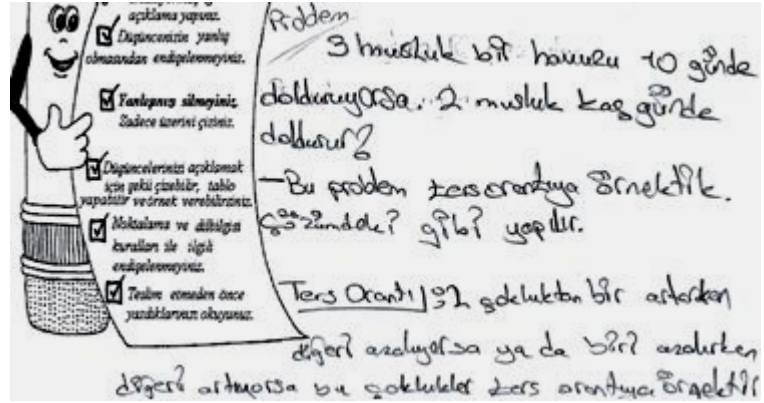 açıklama yapınız.
Düşüncenizin yanlış
olmasından endişelenmeyiniz.
Yanlışınızı silmeyiniz.
Sadece üzerini çiziniz.
Düşüncelerinizi açıklamak
için şekil çizebilir, tablo
yapabilir ve örnek verebilirsiniz.
Noktalama ve dilbilgisi
kuralları ile ilgili
endişelenmeyiniz.
Teslim etmeden önce
yazdıklarınızı okuyunuz.
Problem
3 musluk bir havuzu 10 günde
dolduruyorsa. 2 musluk kaç günde
doldurur?
-Bu problem ters orantıya örnektir.
Çözümdeki gibi yapılır.
Ters Orantı; 2 çokluktan bir artarken
diğeri azalıyorsa ya da biri azalırken
diğeri artıyorsa bu çokluklar ters orantıya örnektir